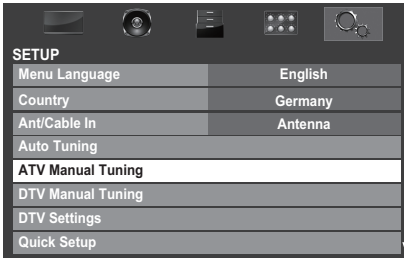 SETUP
Menu Language English
Country Germany
Ant/Cable In Antenna
Auto Tuning
ATV Manual Tuning
DTV Manual Tuning
DTV Settings
Quick Setup